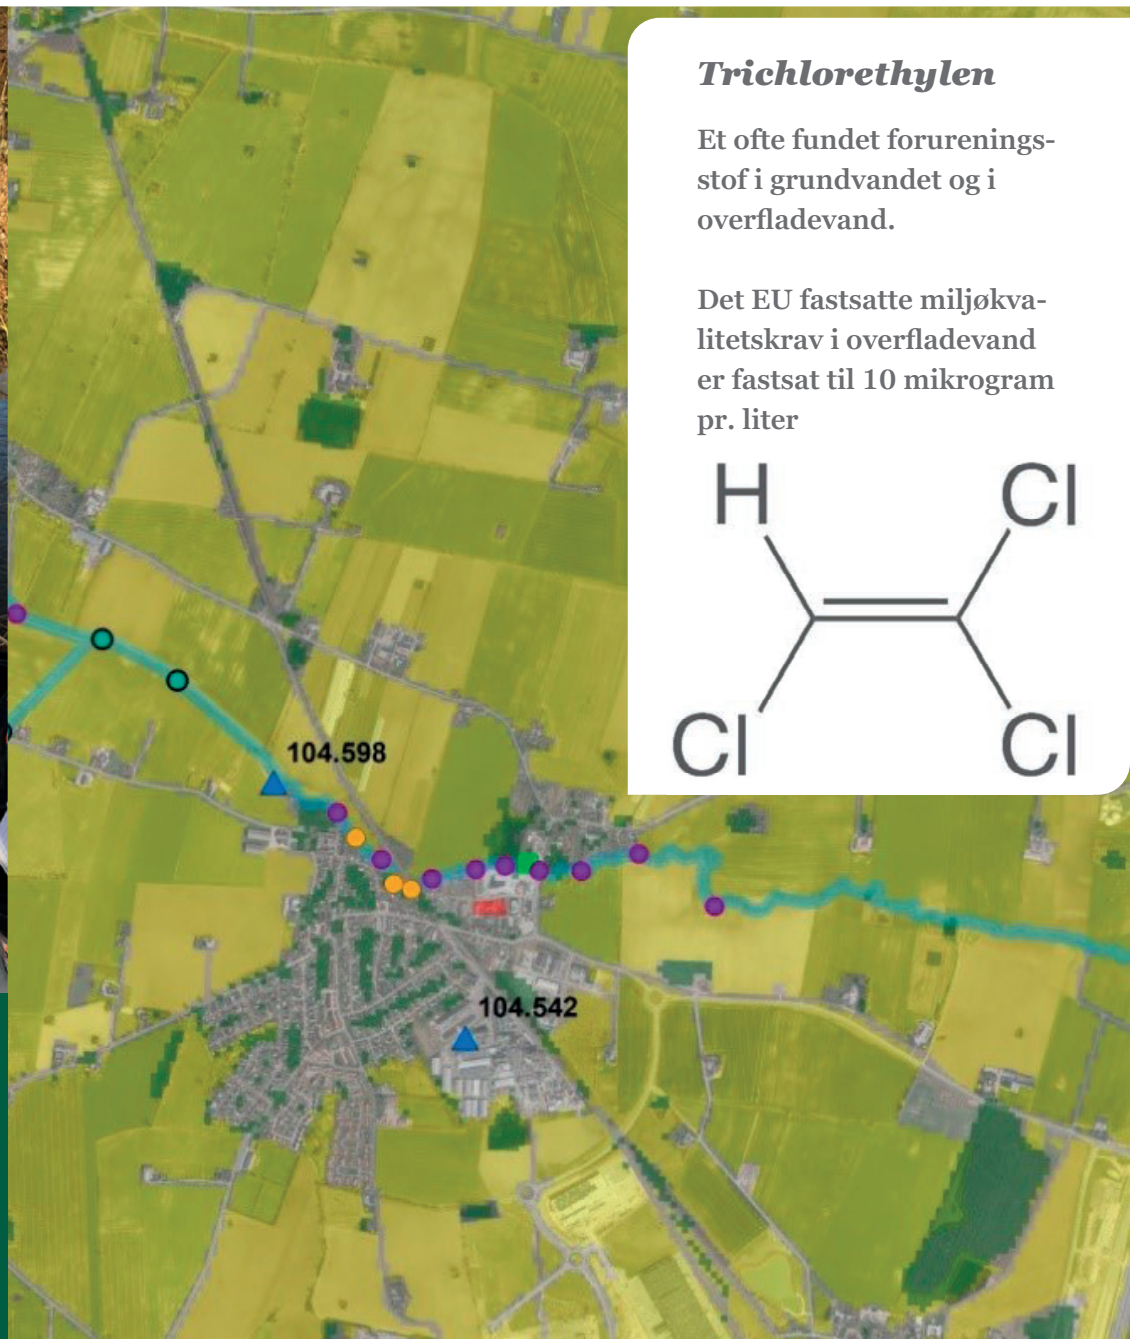 Trichlorethylen
Et ofte fundet forurenings-
stof i grundvandet og i
overfladevand.
Det EU fastsatte miljøkva-
litetskrav i overfladevand
er fastsat til 10 mikrogram
pr. liter
H
Cl
Cl
Cl
104.598
104.542